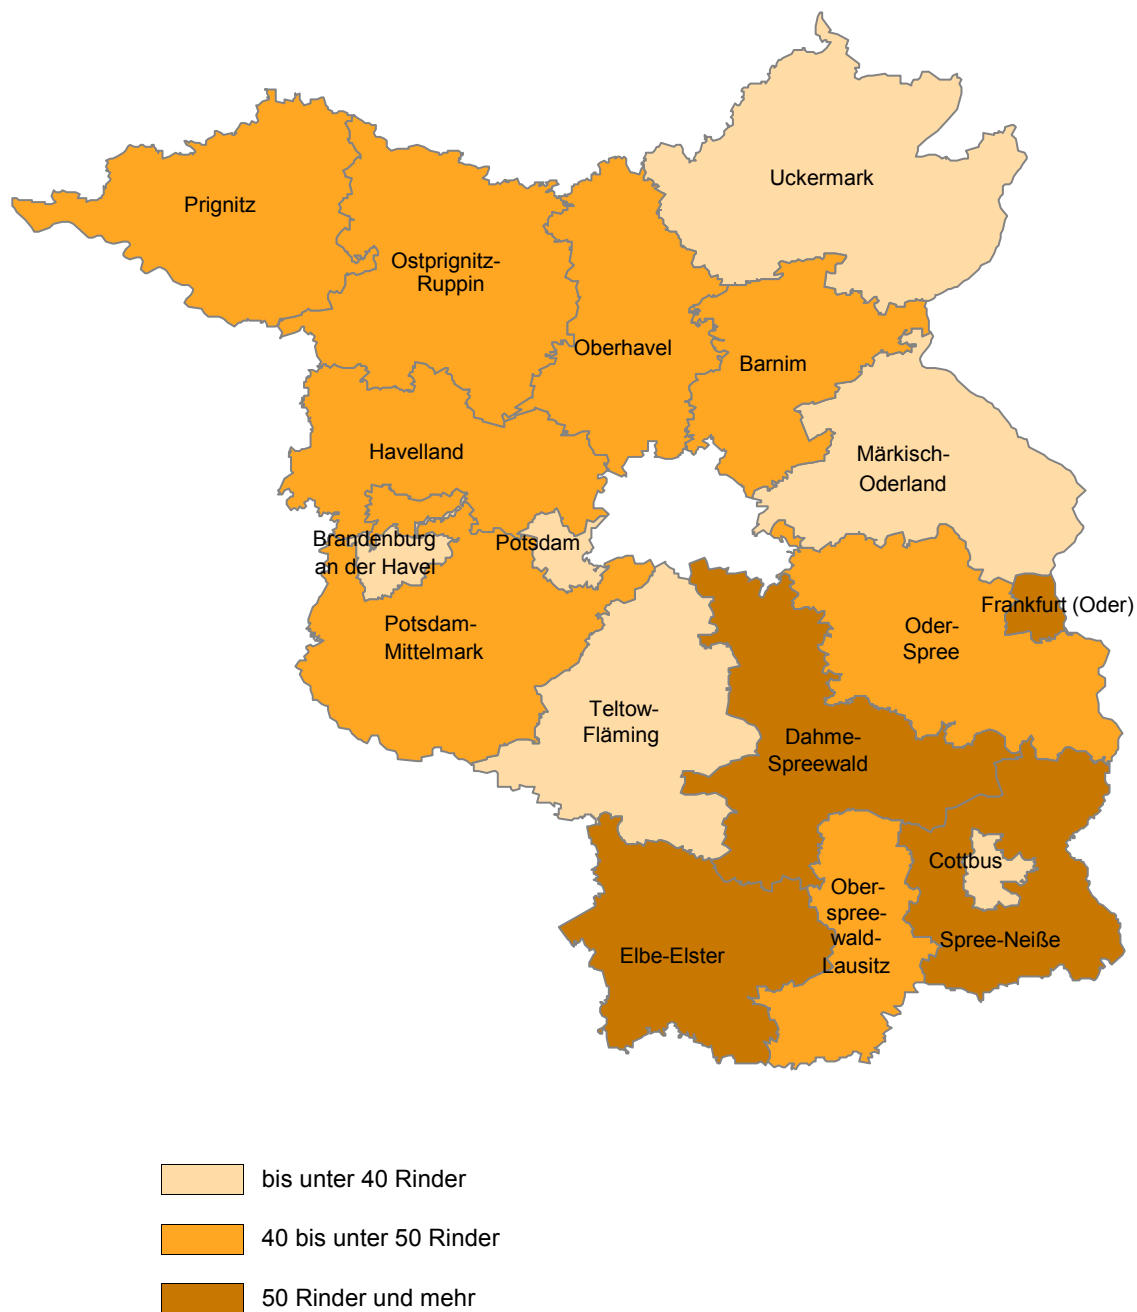 Uckermark
Prignitz
Ostprignitz-
Ruppin
Oberhavel
Barnim
Havelland
Märkisch-
Oderland
Brandenburg
an der Havel
Potsdam
Frankfurt (Oder)
Potsdam-
Mittelmark
Oder-
Spree
Teltow-
Fläming
Dahme-
Spreewald
Cottbus
Ober-
spree-
wald-
Lausitz
Spree-Neiße
Elbe-Elster
bis unter 40 Rinder
40 bis unter 50 Rinder
50 Rinder und mehr